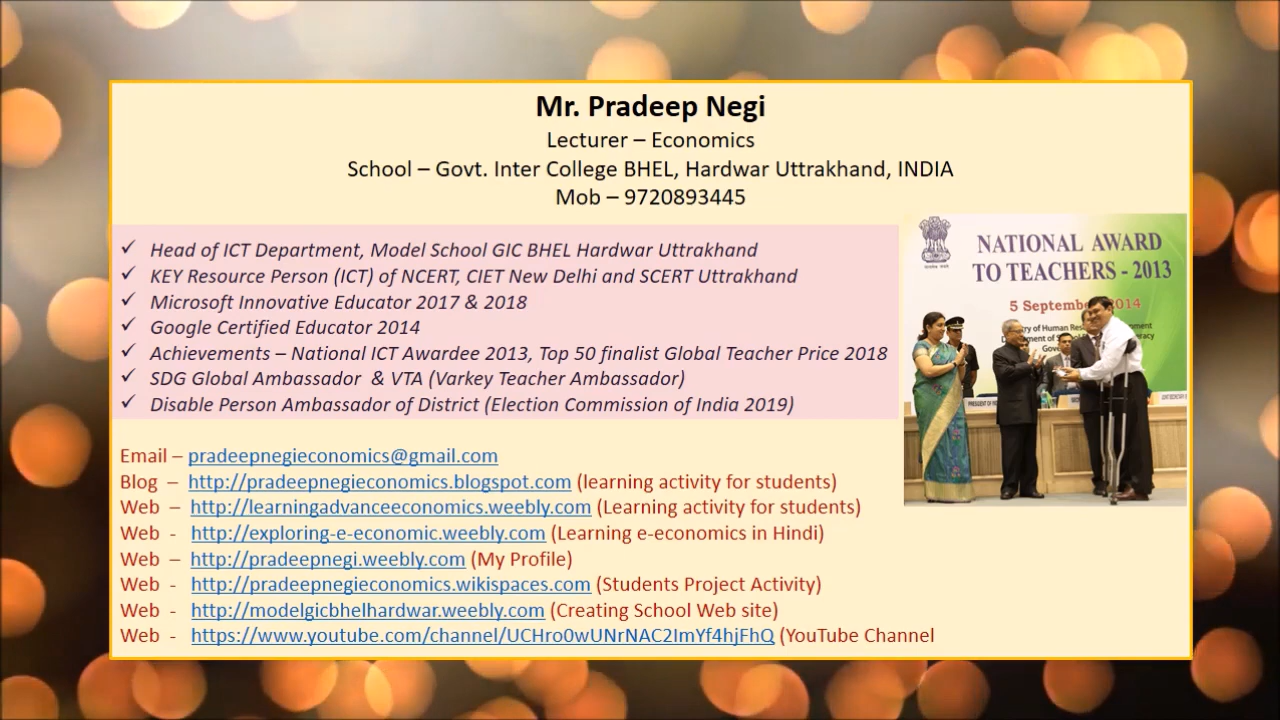 Mr. Pradeep Negi
Lecturer – Economics
School – Govt. Inter College BHEL, Hardwar Uttrakhand, INDIA
Mob – 9720893445
✓ Head of ICT Department, Model School GIC BHEL Hardwar Uttrakhand
✓ KEY Resource Person (ICT) of NCERT, CIET New Delhi and SCERT Uttrakhand
✓ Microsoft Innovative Educator 2017 & 2018
✓ Google Certified Educator 2014
✓ Achievements – National ICT Awardee 2013, Top 50 finalist Global Teacher Price 2018
✓ SDG Global Ambassador & VTA (Varkey Teacher Ambassador)
✓ Disable Person Ambassador of District (Election Commission of India 2019)
NATIONAL AWARD
TO TEACHERS - 2013
5 September 2014
Email – pradeepnegieconomics@gmail.com
Blog – http://pradeepnegieconomics.blogspot.com (learning activity for students)
Web – http://learningadvanceeconomics.weebly.com (Learning activity for students)
Web - http://exploring-e-economic.weebly.com (Learning e-economics in Hindi)
Web – http://pradeepnegi.weebly.com (My Profile)
Web - http://pradeepnegieconomics.wikispaces.com (Students Project Activity)
Web - http://modelgicbhelhardwar.weebly.com (Creating School Web site)
Web - https://www.youtube.com/channel/UCHro0wUNrNAC2ImYf4hjFhQ (YouTube Channel